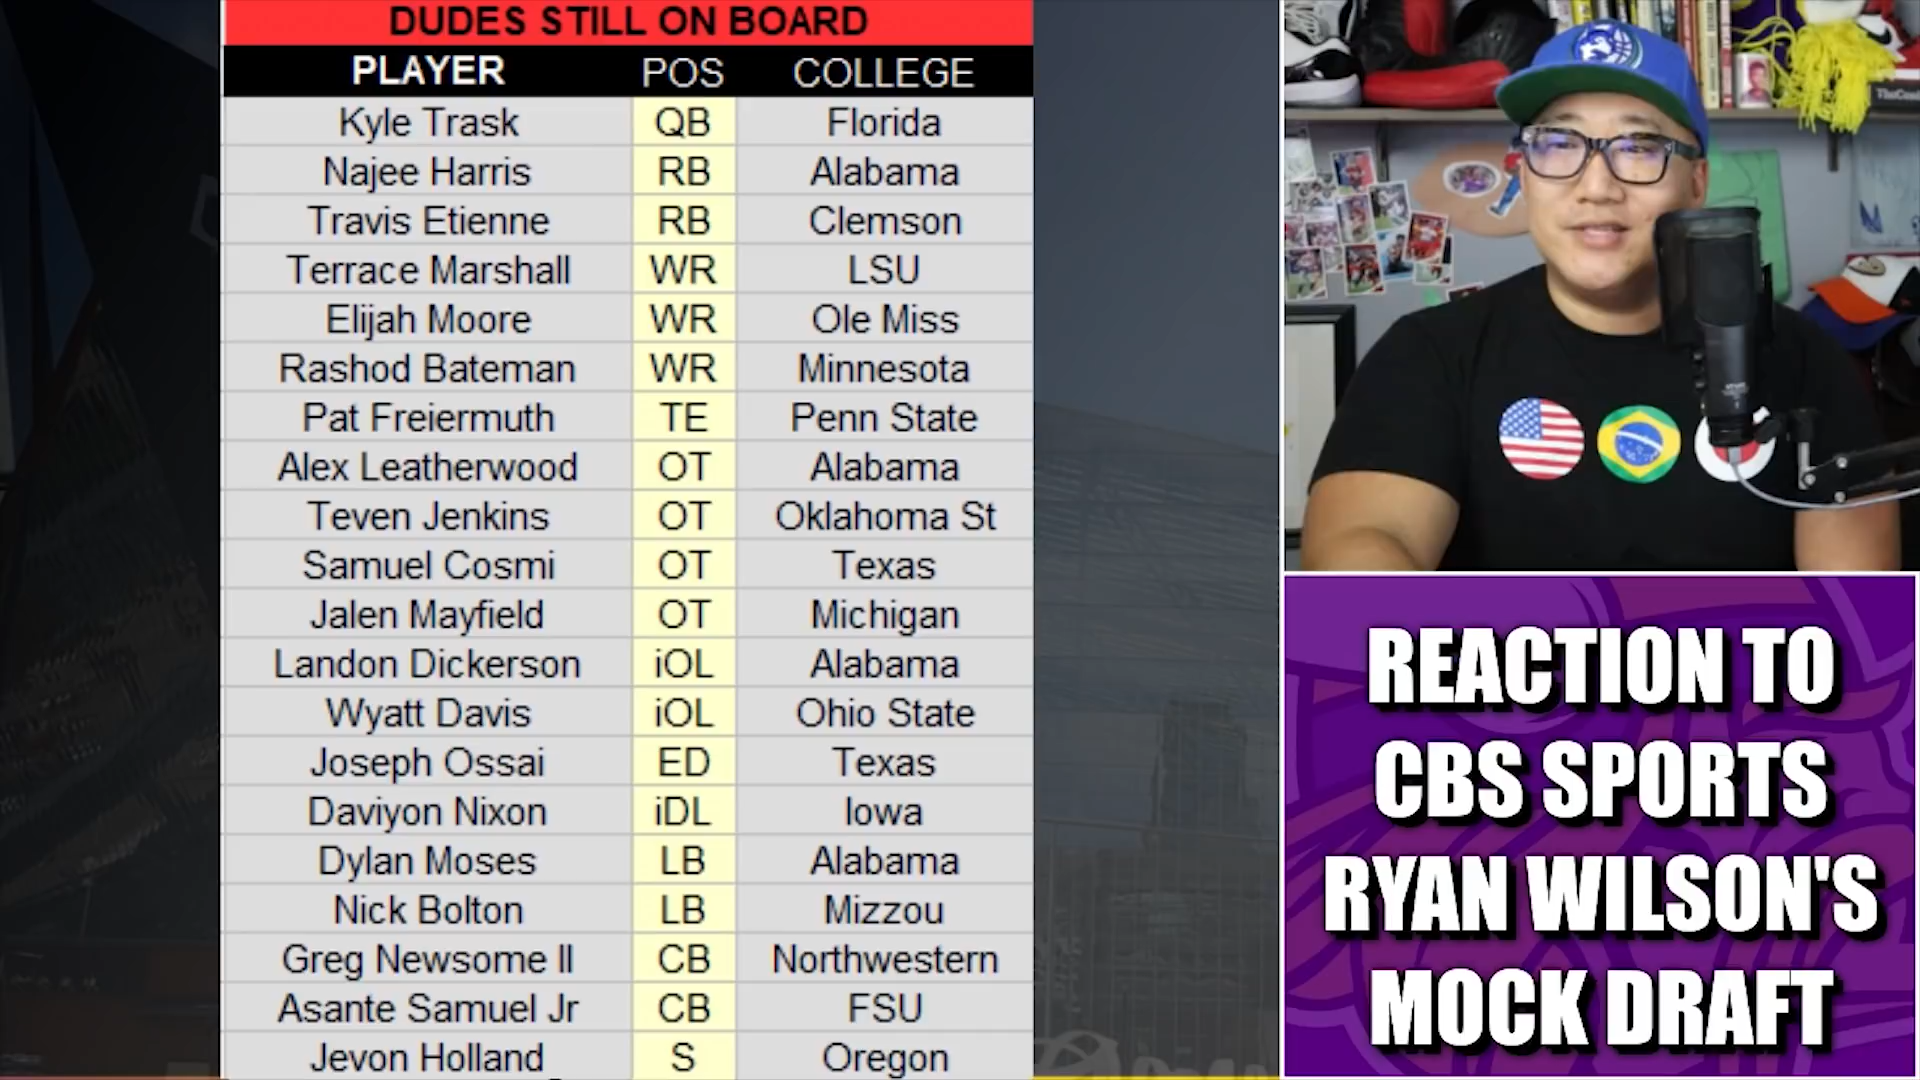 DUDES STILL ON BOARD
PLAYER POS COLLEGE
Kyle Trask QB Florida
Najee Harris RB Alabama
Travis Etienne RB Clemson
Terrace Marshall WR LSU
Elijah Moore WR Ole Miss
Rashod Bateman WR Minnesota
Pat Freiermuth TE Penn State
Alex Leatherwood OT Alabama
Teven Jenkins OT Oklahoma St
Samuel Cosmi OT Texas
Jalen Mayfield OT Michigan
Landon Dickerson iOL Alabama
Wyatt Davis iOL Ohio State
Joseph Ossai ED Texas
Daviyon Nixon iDL Iowa
Dylan Moses LB Alabama
Nick Bolton LB Mizzou
Greg Newsome II CB Northwestern
Asante Samuel Jr CB FSU
Jevon Holland S Oregon
REACTION TO
CBS SPORTS
RYAN WILSON'S
MOCK DRAFT